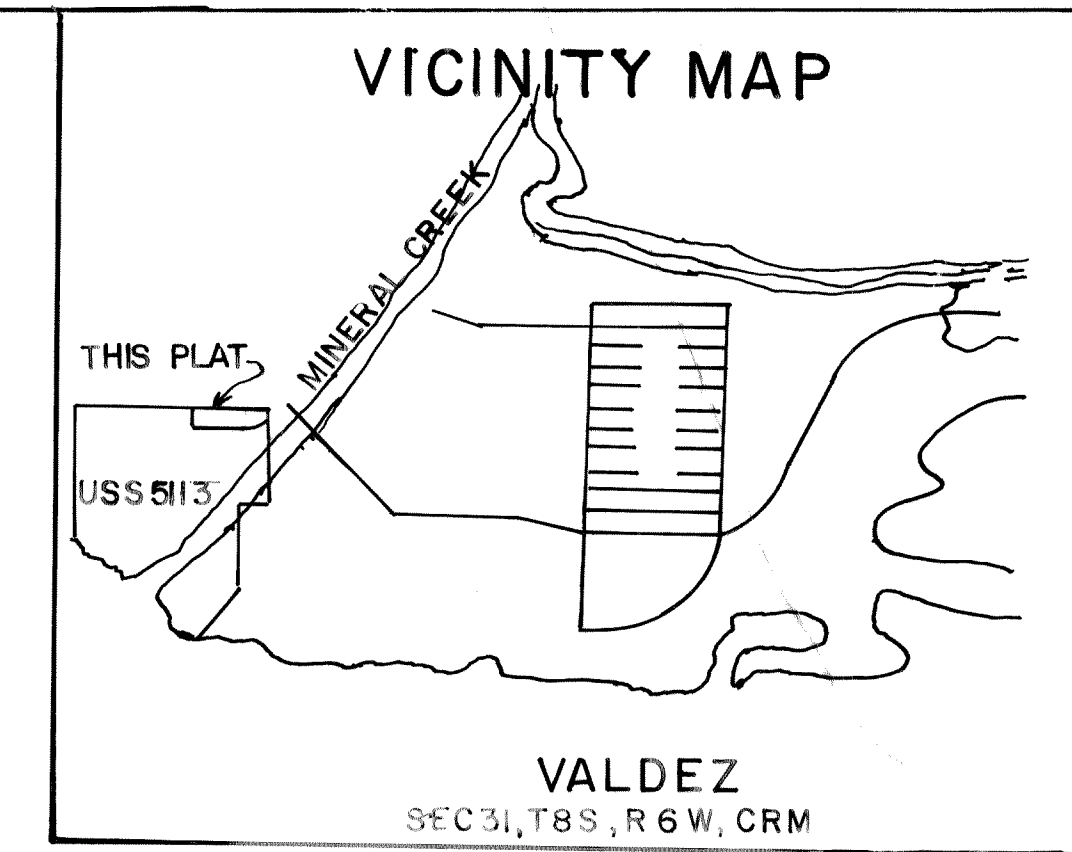 VICINITY MAP
MINERAL CREEK
THIS PLAT
USS 5113
VALDEZ
SEC 31, T8S, R6W, CRM